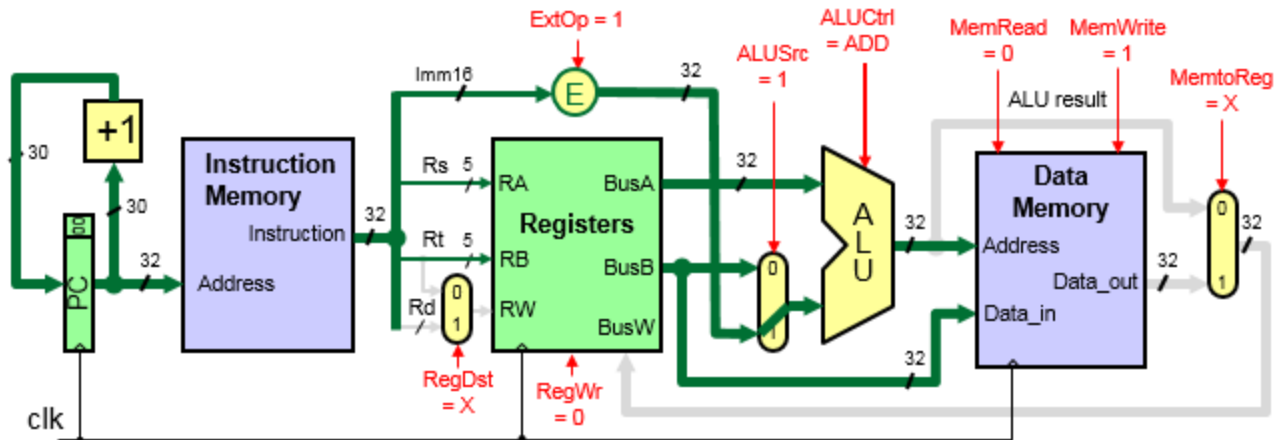 ExtOp = 1
ALUCtrl
= ADD
MemRead
= 0
MemWrite
= 1
ALUSrc
= 1
MemtoReg
= X
Imm16
32
E
ALU result
+1
30
30
00
PC
32
Instruction
Memory
Instruction
Address
32
Rs 5
Rt 5
Rd
0
1
RegDst
= X
RA
RB
RW
BusA
BusB
BusW
Registers
RegWr
= 0
32
0
1
A
L
U
32
32
Data
Memory
Address
Data_out
Data_in
32
0
1
32
clk